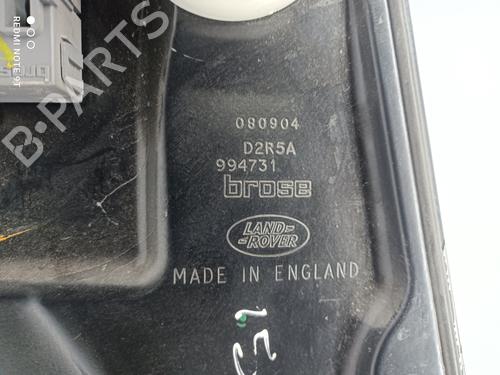 080904
D2R5A
994731
brose
LAND-
-ROVER
MADE IN ENGLAND
REDMI NOTE 9T
B-PARTS